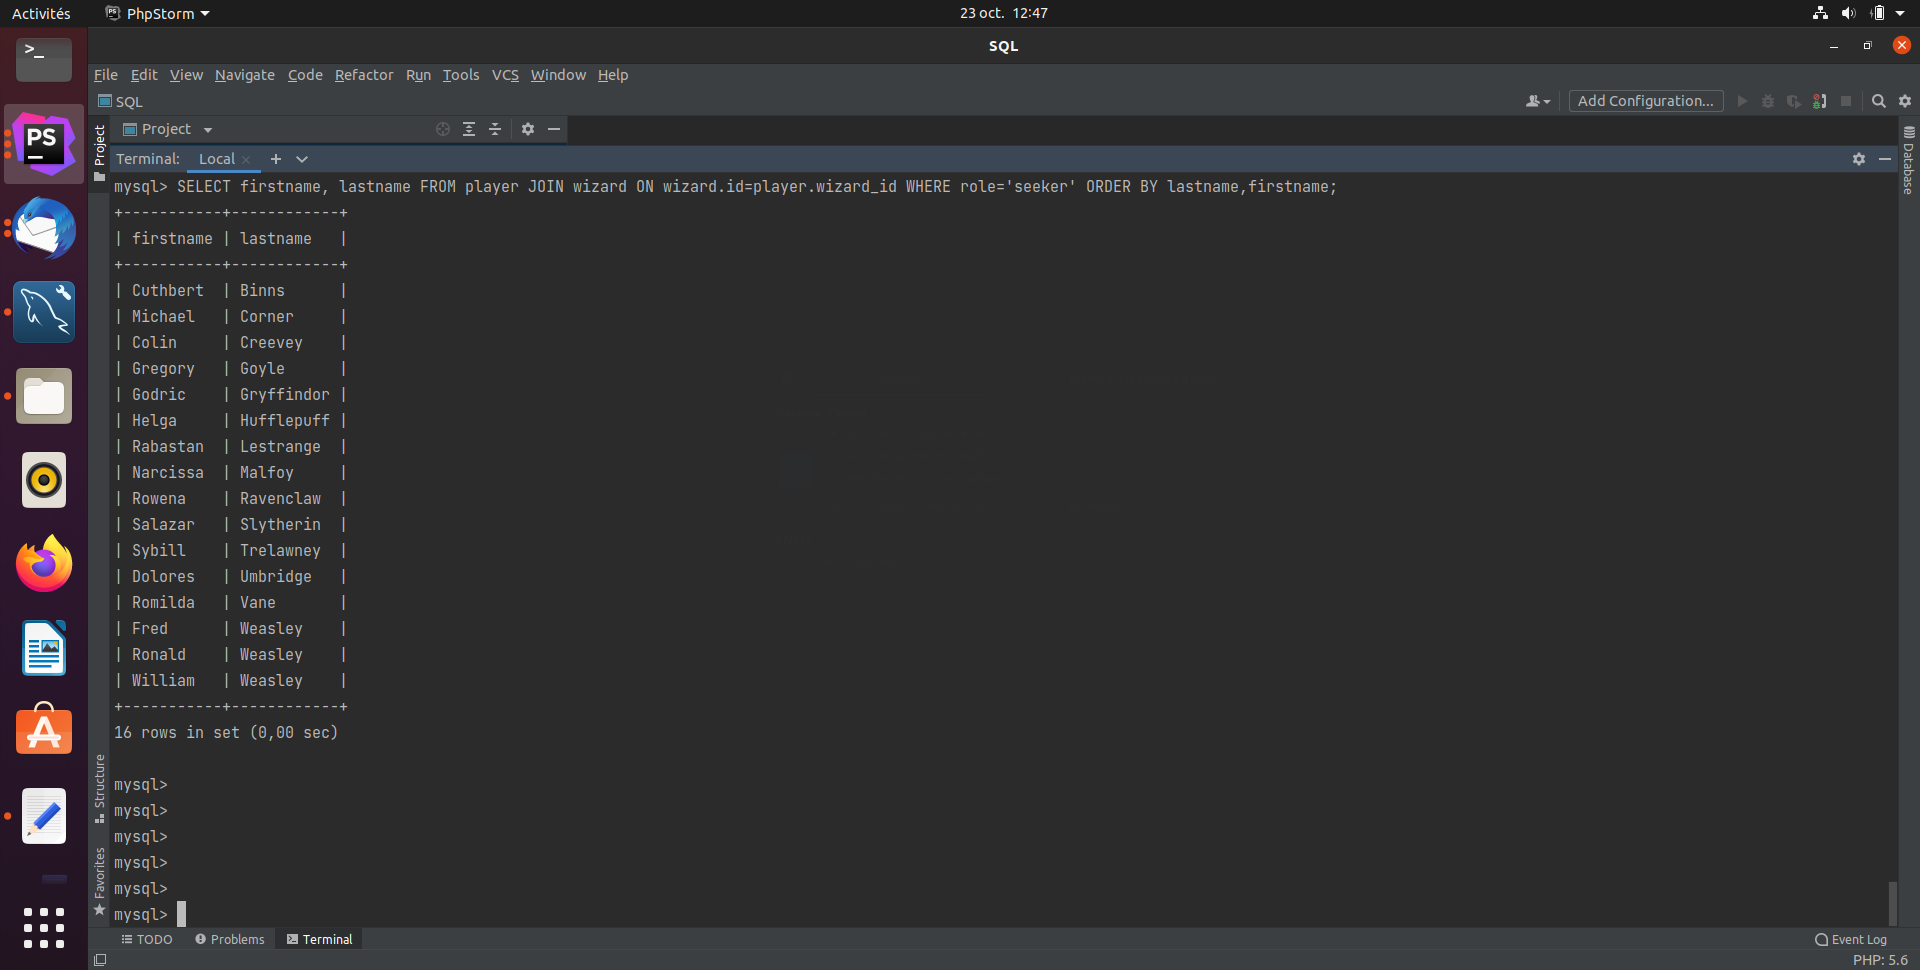 Activités PhpStorm 23 oct. 12:47
SQL
File Edit View Navigate Code Refactor Run Tools VCS Window Help
SQL Add Configuration...
Project
Project
Terminal: Local
Database
mysql> SELECT firstname, lastname FROM player JOIN wizard ON wizard.id=player.wizard_id WHERE role='seeker' ORDER BY lastname,firstname;
+-----------+------------+
| firstname | lastname   |
+-----------+------------+
| Cuthbert  | Binns      |
| Michael   | Corner     |
| Colin     | Creevey    |
| Gregory   | Goyle      |
| Godric    | Gryffindor |
| Helga     | Hufflepuff |
| Rabastan  | Lestrange  |
| Narcissa  | Malfoy     |
| Rowena    | Ravenclaw  |
| Salazar   | Slytherin  |
| Sybill    | Trelawney  |
| Dolores   | Umbridge   |
| Romilda   | Vane       |
| Fred      | Weasley    |
| Ronald    | Weasley    |
| William   | Weasley    |
+-----------+------------+
16 rows in set (0,00 sec)
mysql>
mysql>
mysql>
mysql>
mysql>
mysql>
Structure
Favorites
TODO Problems Terminal Event Log
PHP: 5.6
>_
PS
A